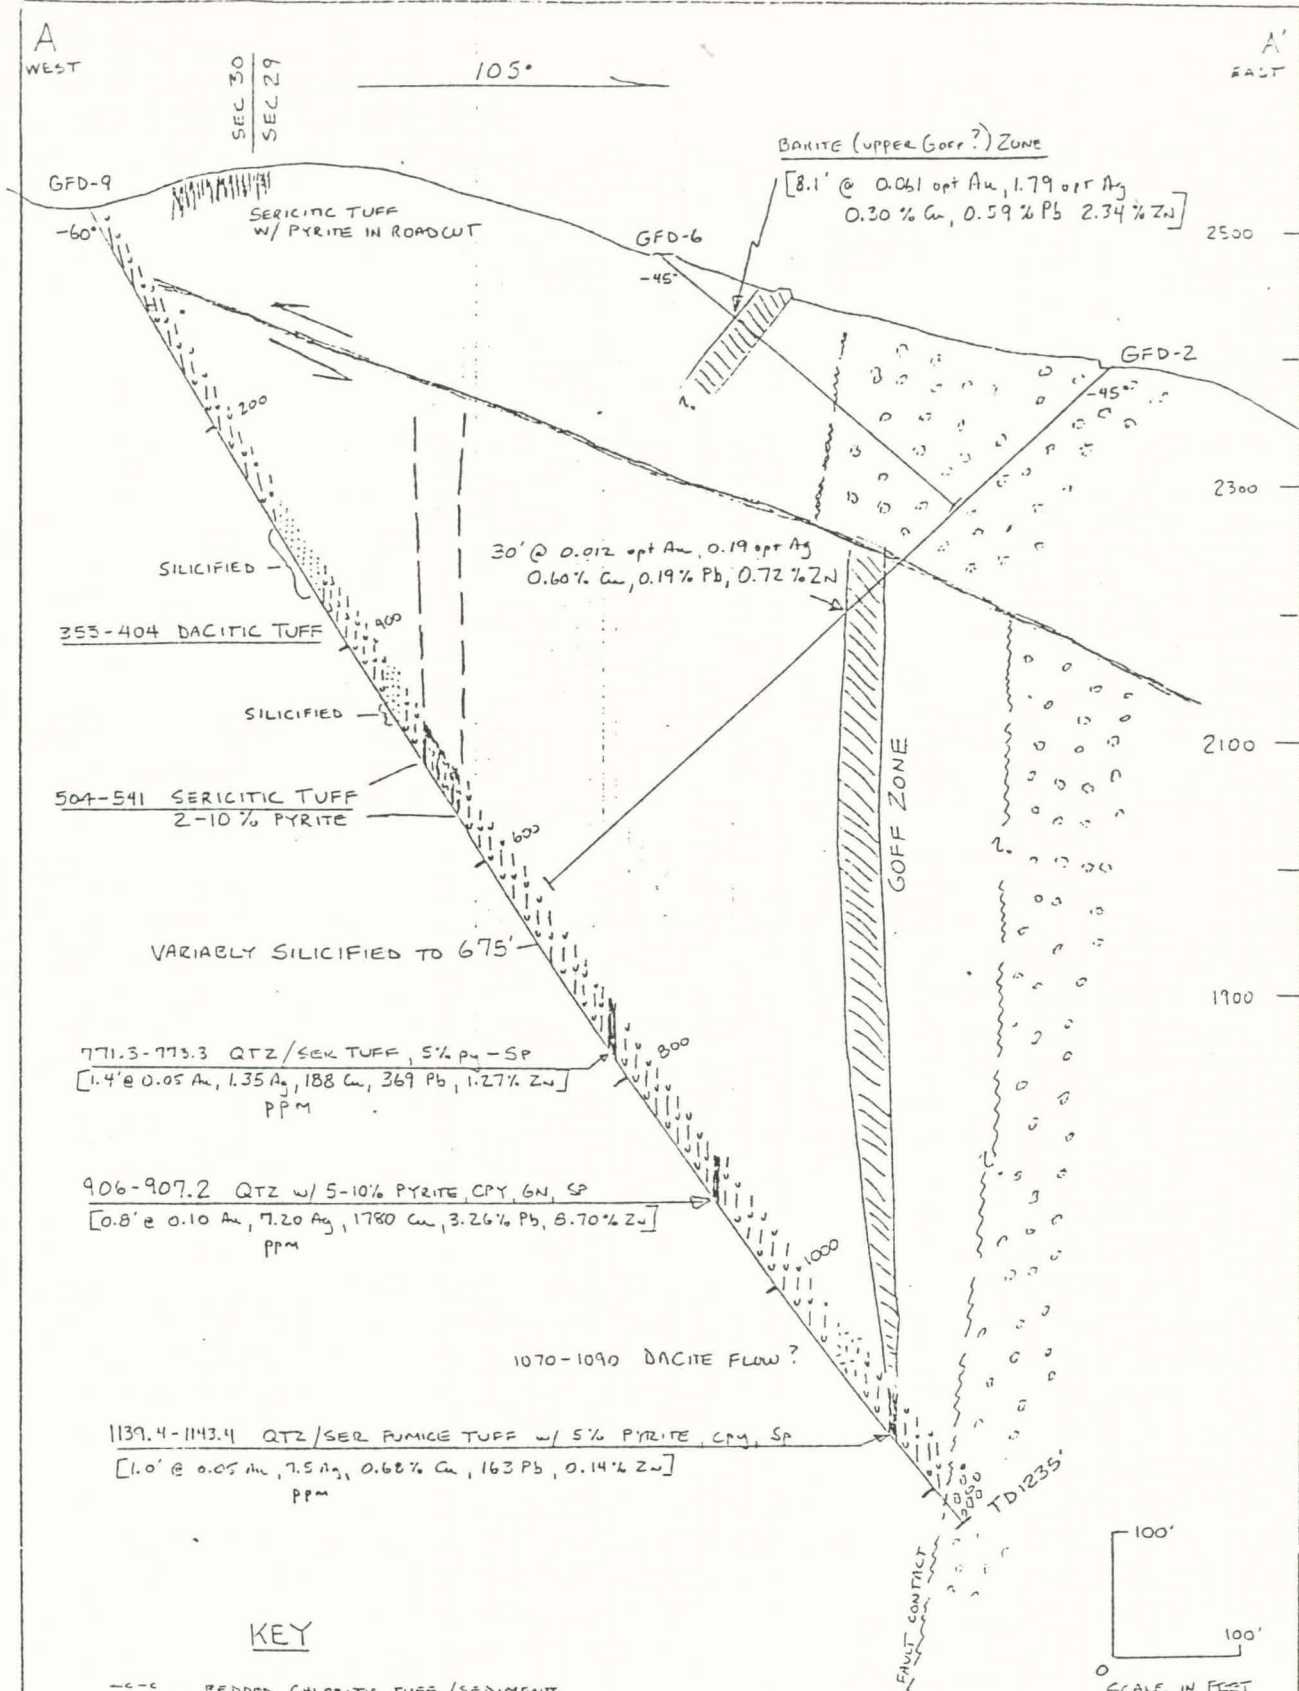 A
WEST
SEC 30
SEC 29
105°
A'
EAST
GFD-9
-60°
SERICITIC TUFF
W/ PYRITE IN ROADCUT
BARITE (UPPER GOFF?) ZONE
[8.1' @ 0.061 opt Au, 1.79 opt Ag
0.30 % Cu, 0.59 % Pb 2.34 % ZN]
GFD-6
-45°
2500
GFD-2
-45°
200
2300
30' @ 0.012 opt Au, 0.19 opt Ag
0.60% Cu, 0.19% Pb, 0.72 % ZN
SILICIFIED
353-404 DACITIC TUFF
400
SILICIFIED
2100
GOFF ZONE
504-541 SERICITIC TUFF
2-10 % PYRITE
600
VARIABLY SILICIFIED TO 675'
1900
771.3-773.3 QTZ/SER TUFF, 5% py-Sp
[1.4' @ 0.05 Au, 1.35 Ag, 188 Cu, 369 Pb, 1.27% Zn]
PPM
800
906-907.2 QTZ W/ 5-10% PYRITE, CPY, GN, SP
[0.8' @ 0.10 Au, 7.20 Ag, 1780 Cu, 3.26% Pb, 8.70% Zn]
PPM
1000
1070-1090 DACITE FLOW?
1139.4-1143.4 QTZ/SER PUMICE TUFF W/ 5% PYRITE, CPY, SP
[1.0' @ 0.05 Au, 7.5 Ag, 0.68% Cu, 163 Pb, 0.14% ZN]
PPM
TD 1235'
FAULT CONTACT
100'
100'
0
SCALE IN FEET
KEY
-c-c BEDDED CHLORITIC TUFF/SEDIMENT